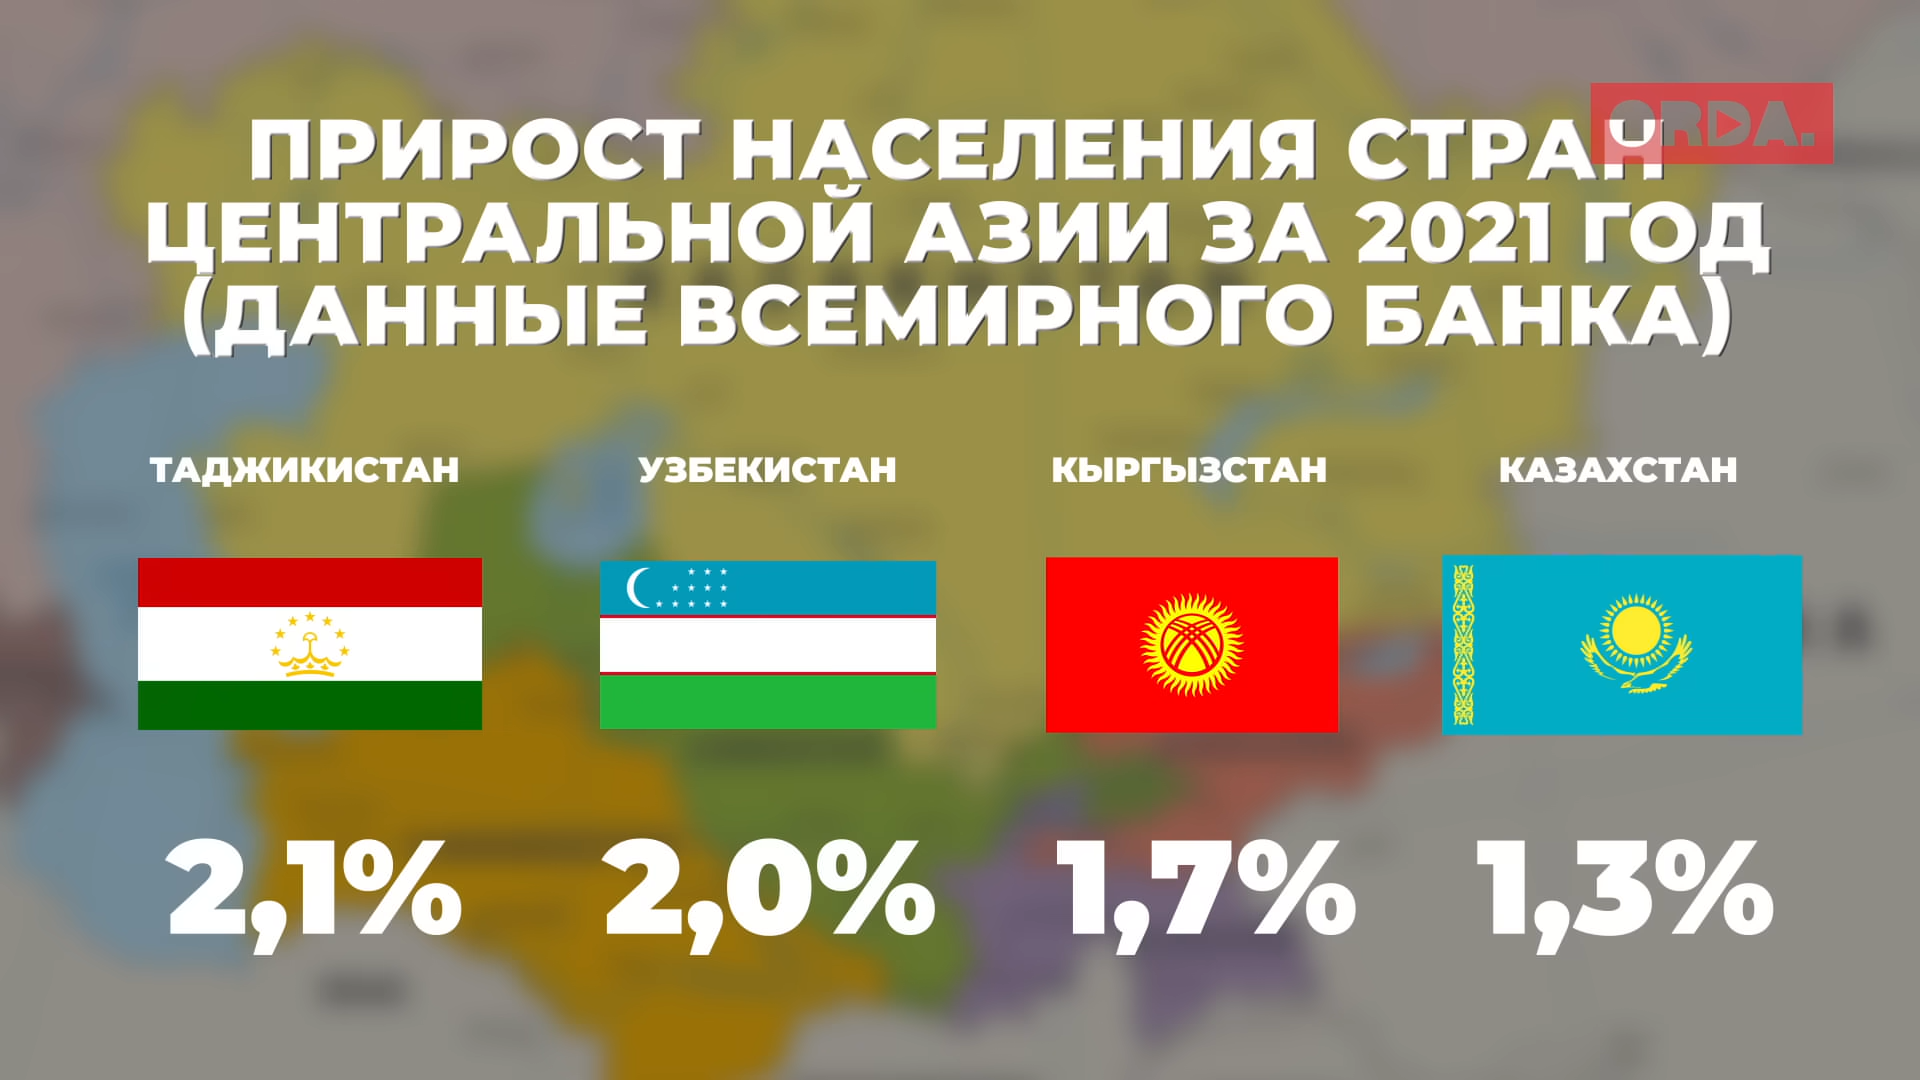 ORDA.
ПРИРОСТ НАСЕЛЕНИЯ СТРАН
ЦЕНТРАЛЬНОЙ АЗИИ ЗА 2021 ГОД
(ДАННЫЕ ВСЕМИРНОГО БАНКА)
ТАДЖИКИСТАН УЗБЕКИСТАН КЫРГЫЗСТАН КАЗАХСТАН
2,1% 2,0% 1,7% 1,3%